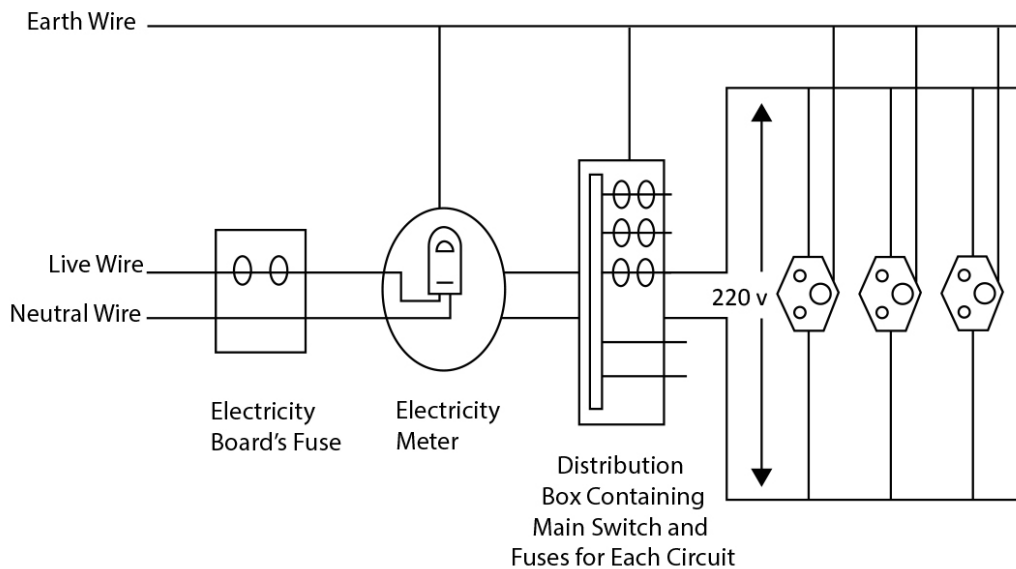 Earth Wire
Live Wire
Neutral Wire
220 v
Electricity
Board's Fuse
Electricity
Meter
Distribution
Box Containing
Main Switch and
Fuses for Each Circuit